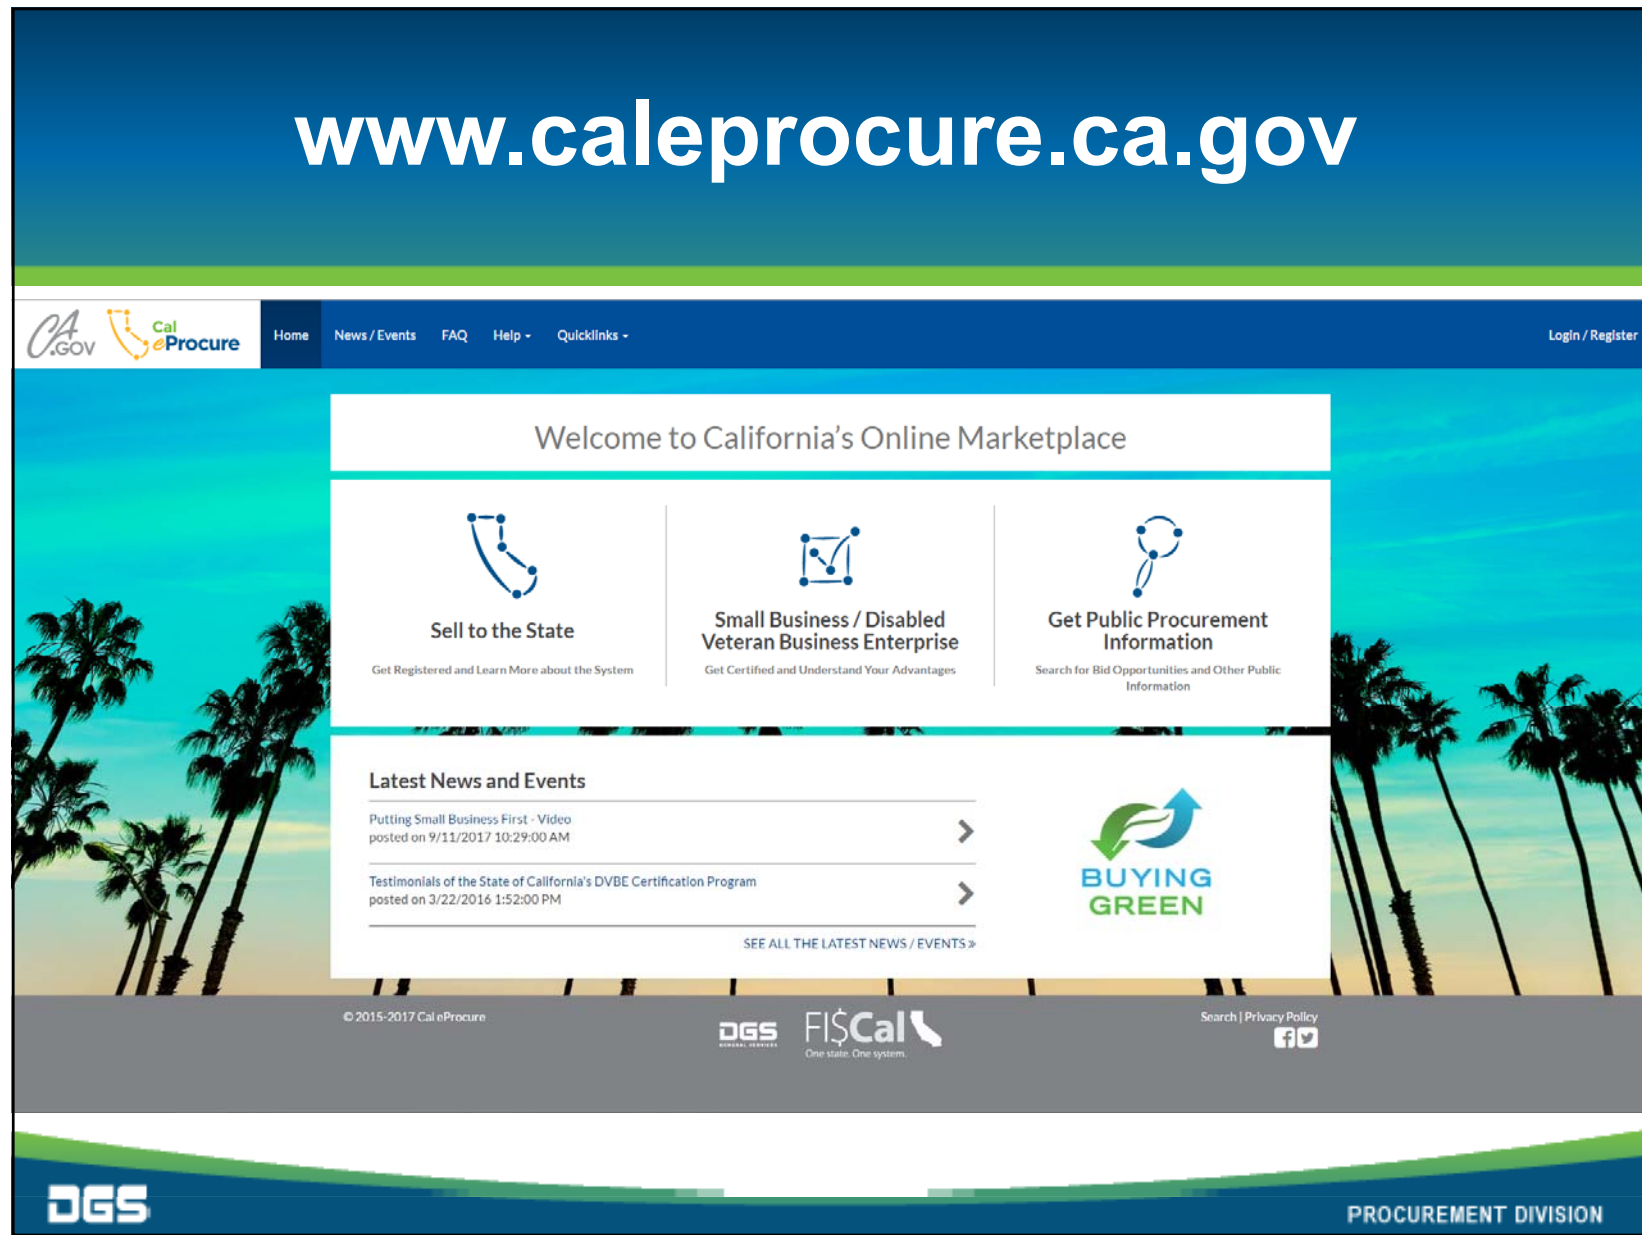 www.caleprocure.ca.gov
CA.GOV
Cal
eProcure
Home News / Events FAQ Help Quicklinks Login / Register
Welcome to California's Online Marketplace
Sell to the State
Get Registered and Learn More about the System
Small Business / Disabled
Veteran Business Enterprise
Get Certified and Understand Your Advantages
Get Public Procurement
Information
Search for Bid Opportunities and Other Public
Information
Latest News and Events
Putting Small Business First - Video
posted on 9/11/2017 10:29:00 AM
Testimonials of the State of California's DVBE Certification Program
posted on 3/22/2016 1:52:00 PM
SEE ALL THE LATEST NEWS / EVENTS »
BUYING
GREEN
© 2015-2017 Cal eProcure
DGS
GENERAL SERVICES
FI$Cal
One state. One system.
Search | Privacy Policy
DGS
PROCUREMENT DIVISION